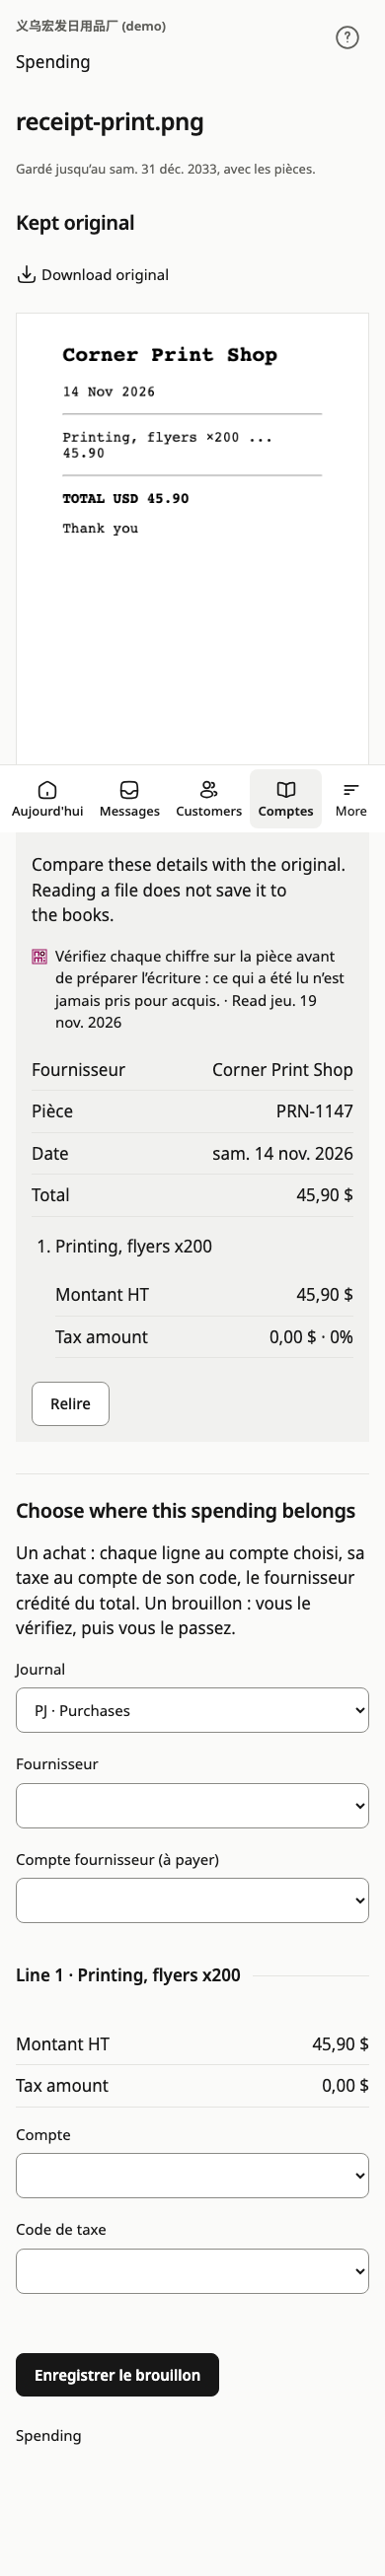 义乌宏发日用品厂 (demo)
Spending
receipt-print.png
Gardé jusqu’au sam. 31 déc. 2033, avec les pièces.
Kept original
Download original
Corner Print Shop
14 Nov 2026
Printing, flyers ×200 ...
45.90
TOTAL USD 45.90
Thank you
Aujourd'hui
Messages
Customers
Comptes
More
Compare these details with the original.
Reading a file does not save it to
the books.
Vérifiez chaque chiffre sur la pièce avant
de préparer l’écriture : ce qui a été lu n’est
jamais pris pour acquis. · Read jeu. 19
nov. 2026
Fournisseur Corner Print Shop
Pièce PRN-1147
Date sam. 14 nov. 2026
Total 45,90 $
1. Printing, flyers x200
Montant HT 45,90 $
Tax amount 0,00 $ · 0%
Relire
Choose where this spending belongs
Un achat : chaque ligne au compte choisi, sa
taxe au compte de son code, le fournisseur
crédité du total. Un brouillon : vous le
vérifiez, puis vous le passez.
Journal
PJ · Purchases
Fournisseur
Compte fournisseur (à payer)
Line 1 · Printing, flyers x200
Montant HT 45,90 $
Tax amount 0,00 $
Compte
Code de taxe
Enregistrer le brouillon
Spending